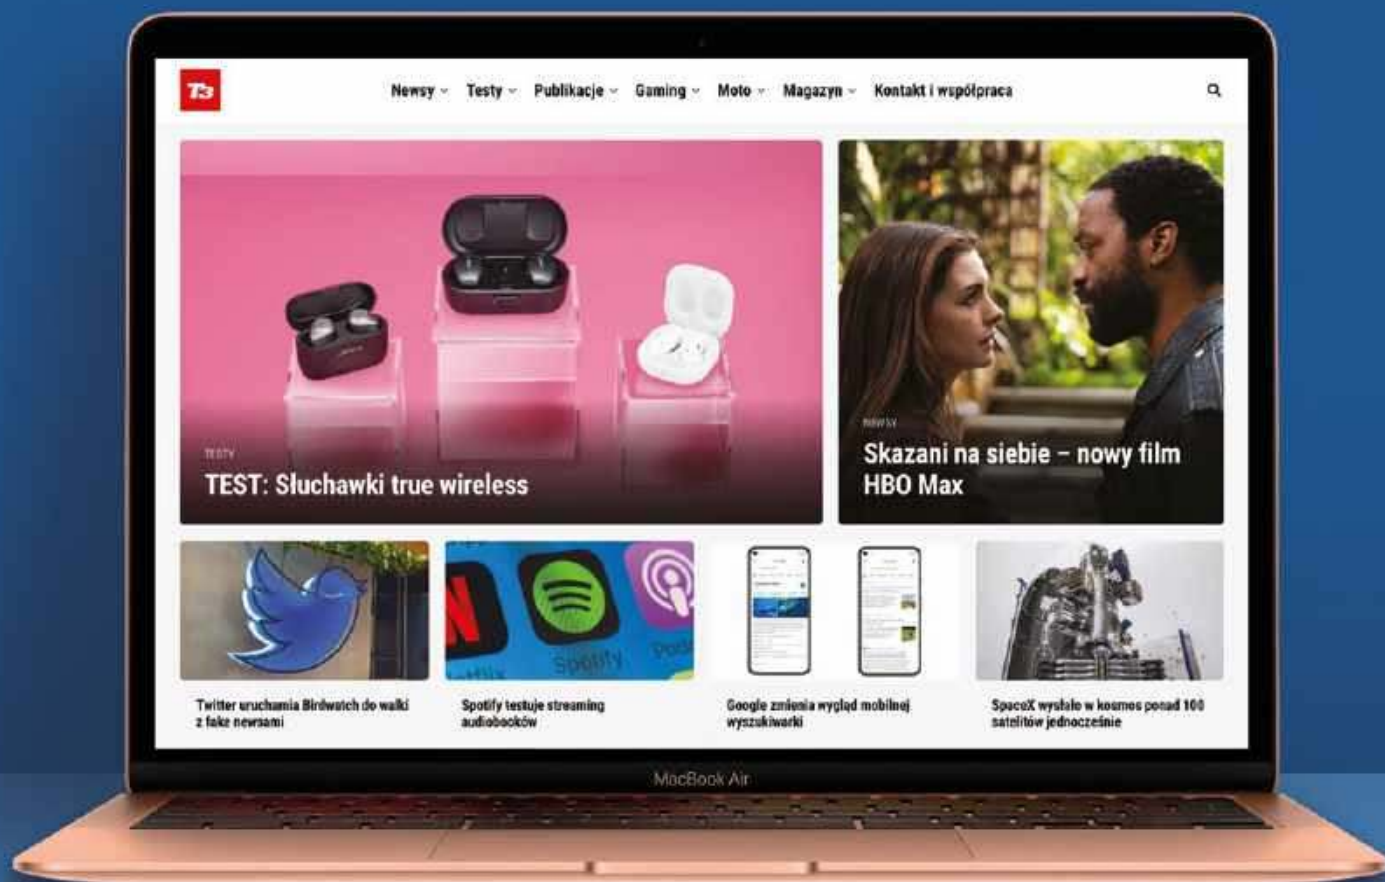 T3
Newsy Testy Publikacje Gaming Moto Magazyn Kontakt i współpraca
TESTY
TEST: Słuchawki true wireless
NEWSY
Skazani na siebie – nowy film
HBO Max
Spotify
Twitter uruchamia Birdwatch do walki
z fake newsami
Spotify testuje streaming
audiobooków
Google zmienia wygląd mobilnej
wyszukiwarki
SpaceX wysłało w kosmos ponad 100
satelitów jednocześnie
MacBook Air